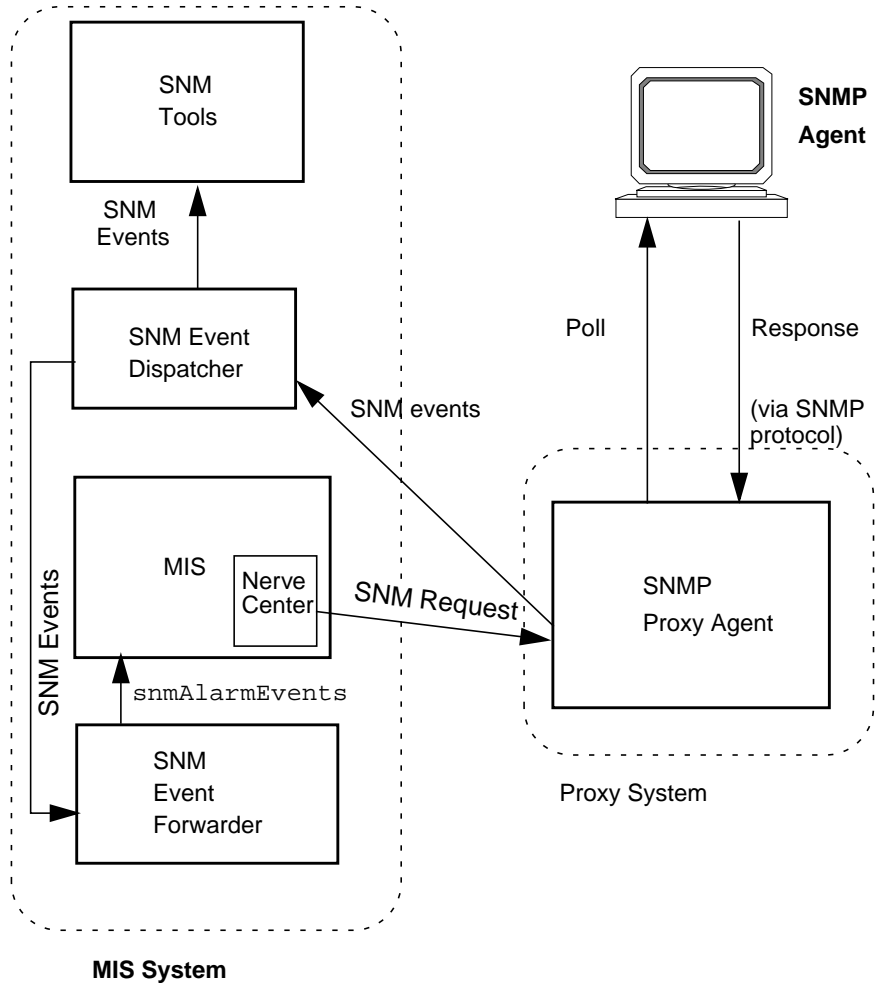 SNM
Tools
SNMP
Agent
SNM
Events
SNM Event
Dispatcher
Poll
Response
SNM events
(via SNMP
protocol)
MIS
Nerve
Center
SNM Request
SNMP
Proxy Agent
SNM Events
snmAlarmEvents
SNM
Event
Forwarder
Proxy System
MIS System